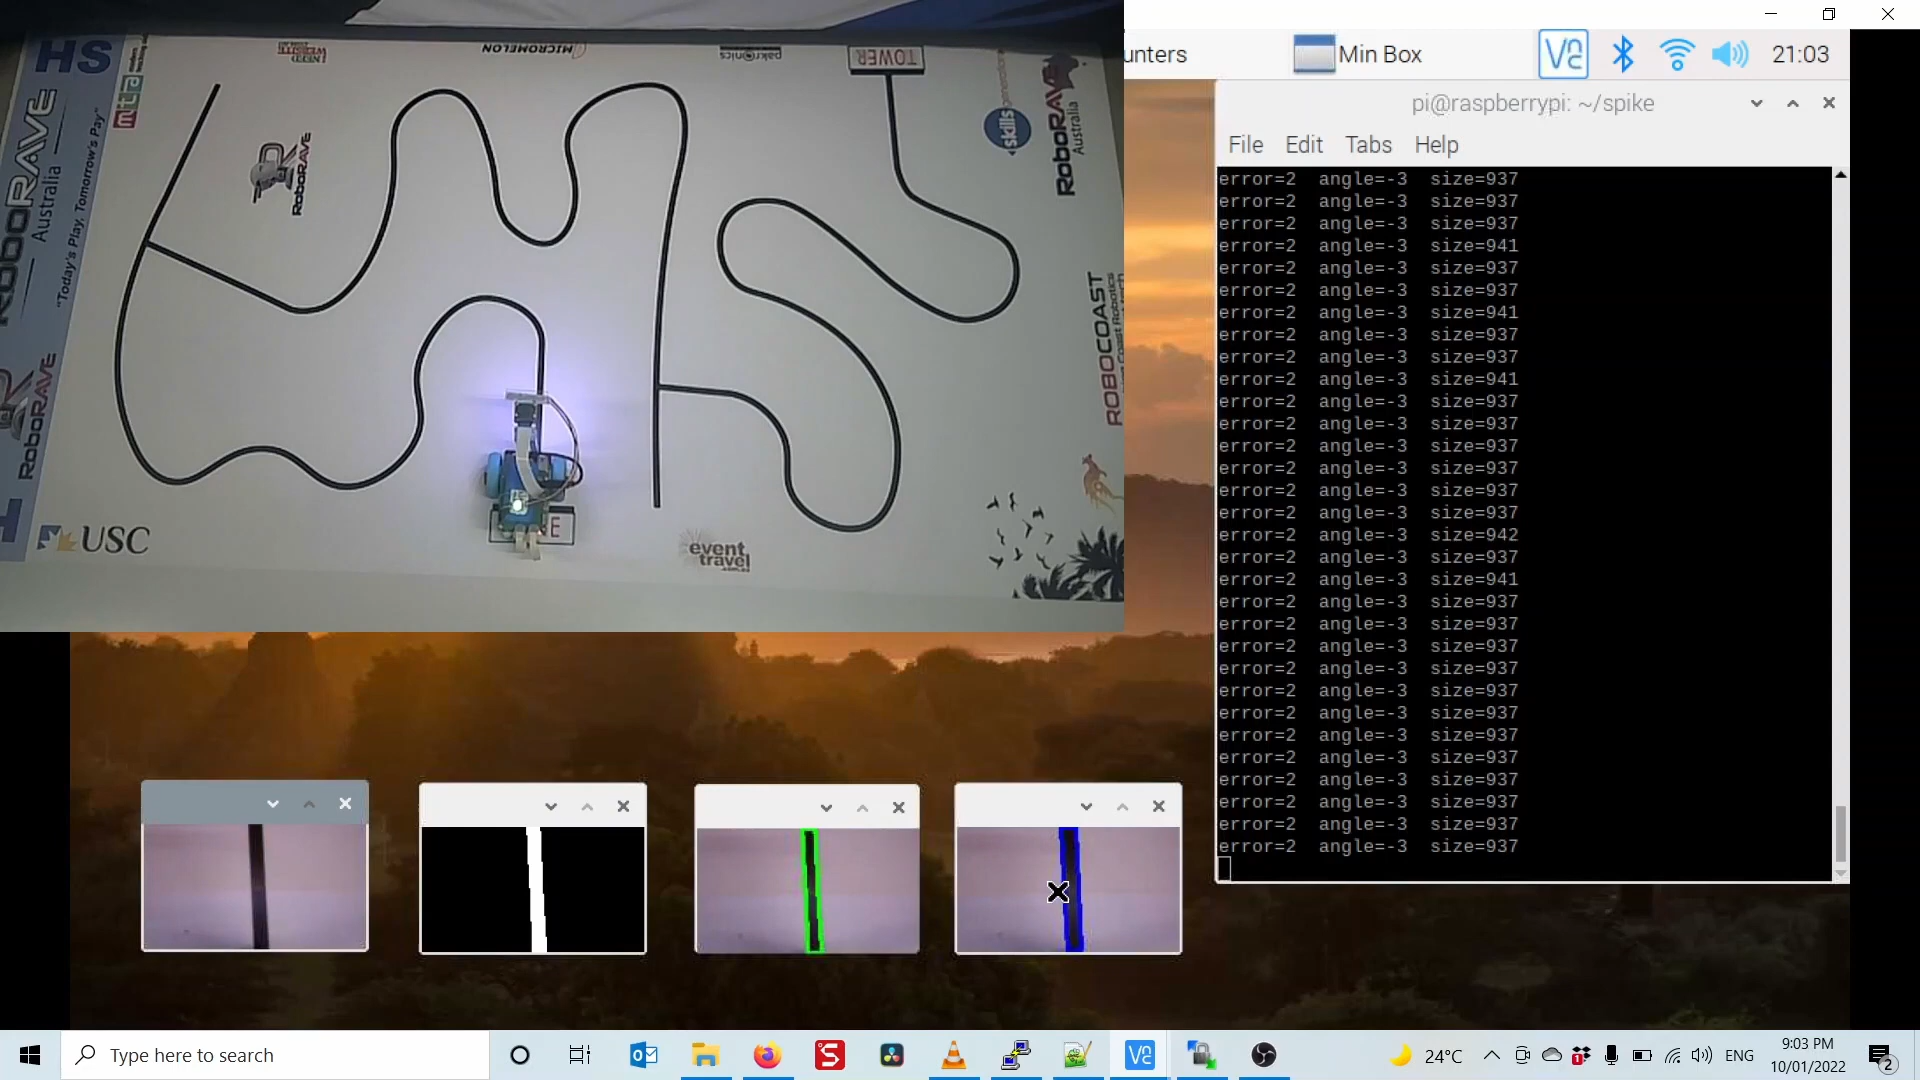 HS
mta
WEBSITE
MICROMELON
pakronics
TOWER
skills
ROBORAVE
Australia
"Today's Play, Tomorrow's Pay"
ROBORAVE
ROBORAVE
Australia
ROBOCOAST
ROBORAVE
USC
E
event
travel
.com.au
unters
Min Box
21:03
pi@raspberrypi: ~/spike
File Edit Tabs Help
error=2 angle=-3 size=937
error=2 angle=-3 size=937
error=2 angle=-3 size=937
error=2 angle=-3 size=941
error=2 angle=-3 size=937
error=2 angle=-3 size=937
error=2 angle=-3 size=941
error=2 angle=-3 size=937
error=2 angle=-3 size=937
error=2 angle=-3 size=941
error=2 angle=-3 size=937
error=2 angle=-3 size=937
error=2 angle=-3 size=937
error=2 angle=-3 size=937
error=2 angle=-3 size=937
error=2 angle=-3 size=937
error=2 angle=-3 size=942
error=2 angle=-3 size=937
error=2 angle=-3 size=941
error=2 angle=-3 size=937
error=2 angle=-3 size=937
error=2 angle=-3 size=937
error=2 angle=-3 size=937
error=2 angle=-3 size=937
error=2 angle=-3 size=937
error=2 angle=-3 size=937
error=2 angle=-3 size=937
error=2 angle=-3 size=937
error=2 angle=-3 size=937
error=2 angle=-3 size=937
error=2 angle=-3 size=937
Type here to search
24°C
ENG
9:03 PM
10/01/2022
2